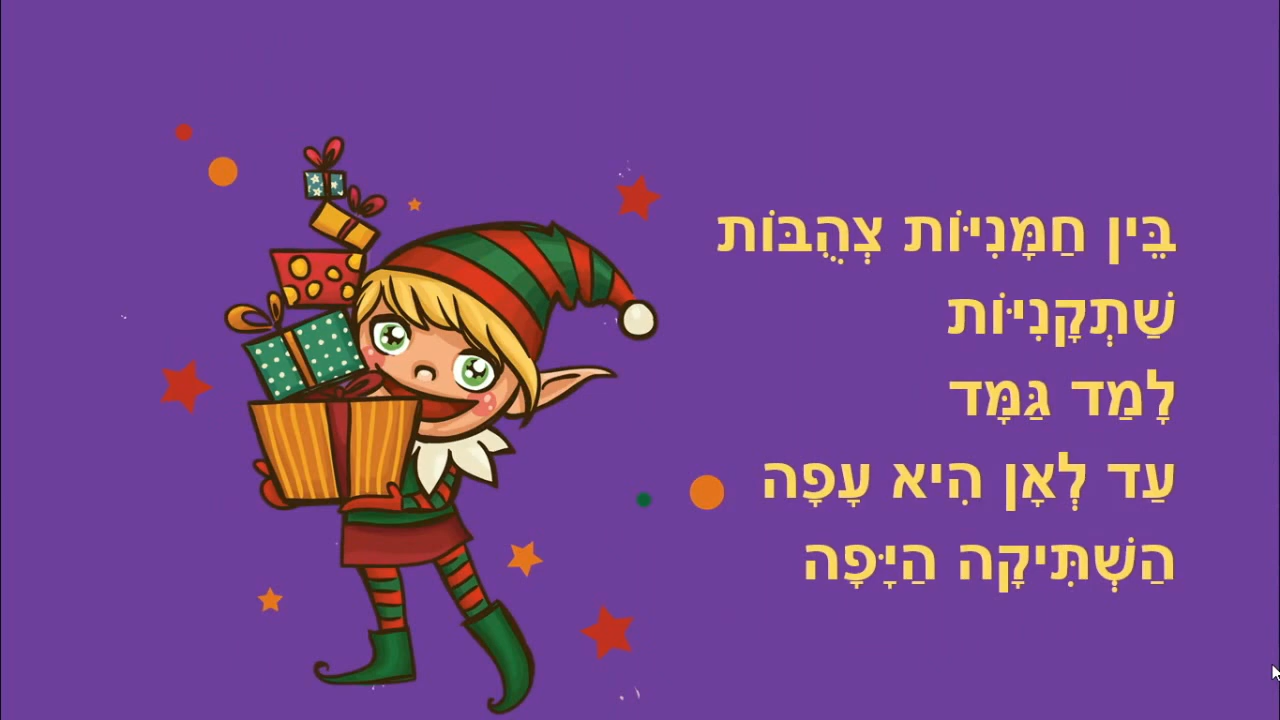 בֵּין חַמָּנִיּוֹת צְהֻבּוֹת
שַׁתְקָנִיּוֹת
לָמַד גַּמָּד
עַד לְאָן הִיא עָפָה
הַשְּׁתִּיקָה הַיָּפָה